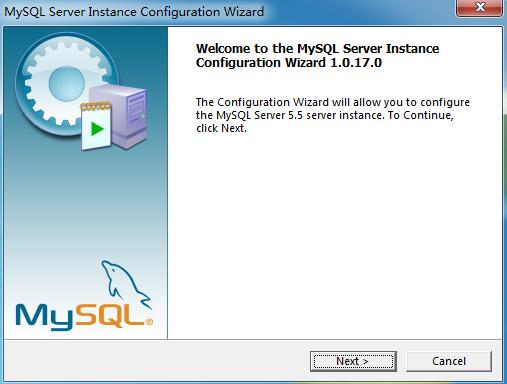 MySQL Server Instance Configuration Wizard
Welcome to the MySQL Server Instance
Configuration Wizard 1.0.17.0
The Configuration Wizard will allow you to configure
the MySQL Server 5.5 server instance. To Continue,
click Next.
MySQL®
Next >
Cancel